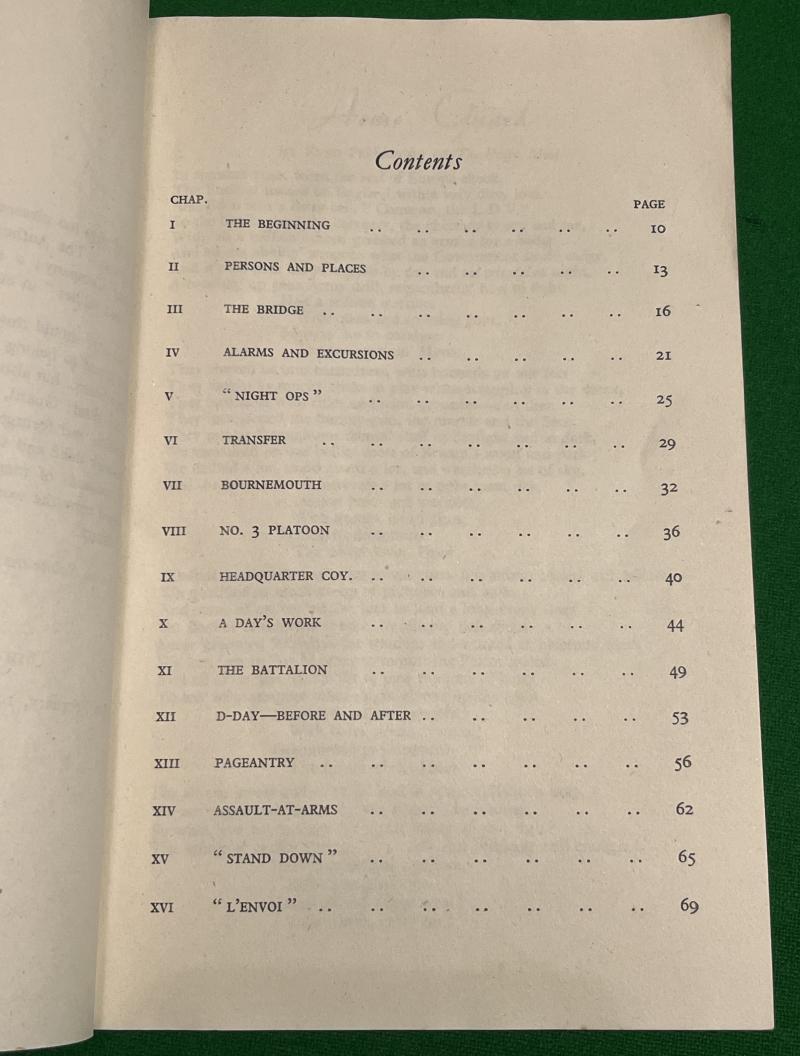 Contents
CHAP. PAGE
I THE BEGINNING .. .. .. .. .. .. 10
II PERSONS AND PLACES .. .. .. .. .. 13
III THE BRIDGE .. .. .. .. .. .. .. 16
IV ALARMS AND EXCURSIONS .. .. .. .. .. 21
V “NIGHT OPS” .. .. .. .. .. .. 25
VI TRANSFER .. .. .. .. .. .. .. 29
VII BOURNEMOUTH .. .. .. .. .. .. 32
VIII NO. 3 PLATOON .. .. .. .. .. .. 36
IX HEADQUARTER COY. .. .. .. .. .. .. 40
X A DAY'S WORK .. .. .. .. .. .. 44
XI THE BATTALION .. .. .. .. .. .. 49
XII D-DAY—BEFORE AND AFTER .. .. .. .. .. 53
XIII PAGEANTRY .. .. .. .. .. .. .. 56
XIV ASSAULT-AT-ARMS .. .. .. .. .. .. 62
XV “STAND DOWN” .. .. .. .. .. .. 65
XVI “L'ENVOI” .. .. .. .. .. .. .. 69